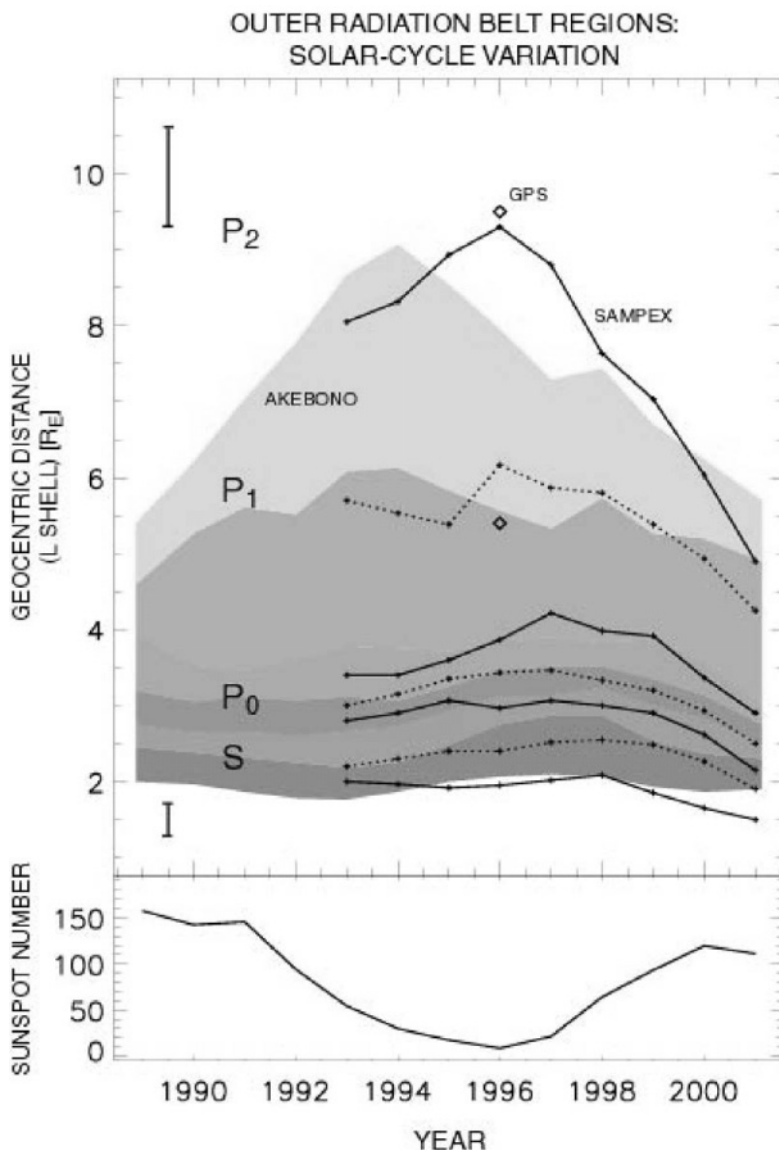 OUTER RADIATION BELT REGIONS:
SOLAR-CYCLE VARIATION
GEOCENTRIC DISTANCE
(L SHELL) [R_E]
10
8
6
4
2
P₂
GPS
SAMPEX
AKEBONO
P₁
P₀
S
SUNSPOT NUMBER
150
100
50
0
1990 1992 1994 1996 1998 2000
YEAR